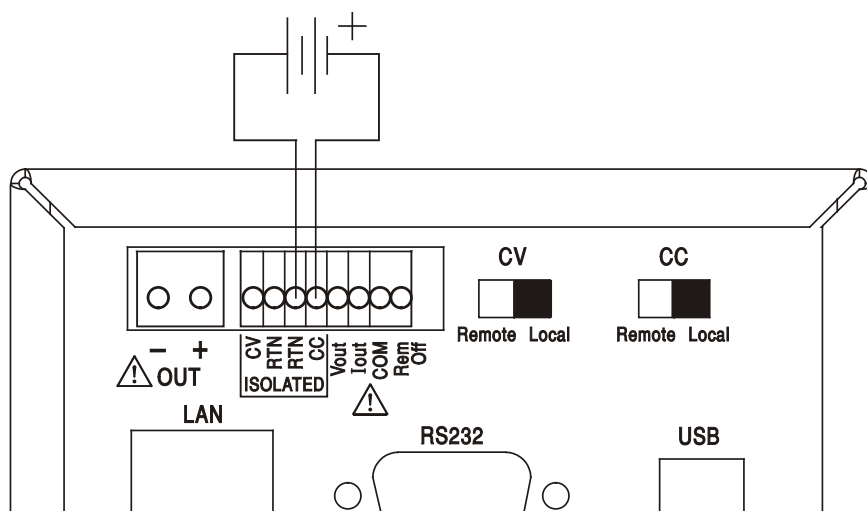 +
CV CC
Remote Local Remote Local
- +
OUT
CV
RTN
RTN
CC
Vout
Iout
COM
Rem
Off
ISOLATED
LAN
RS232
USB